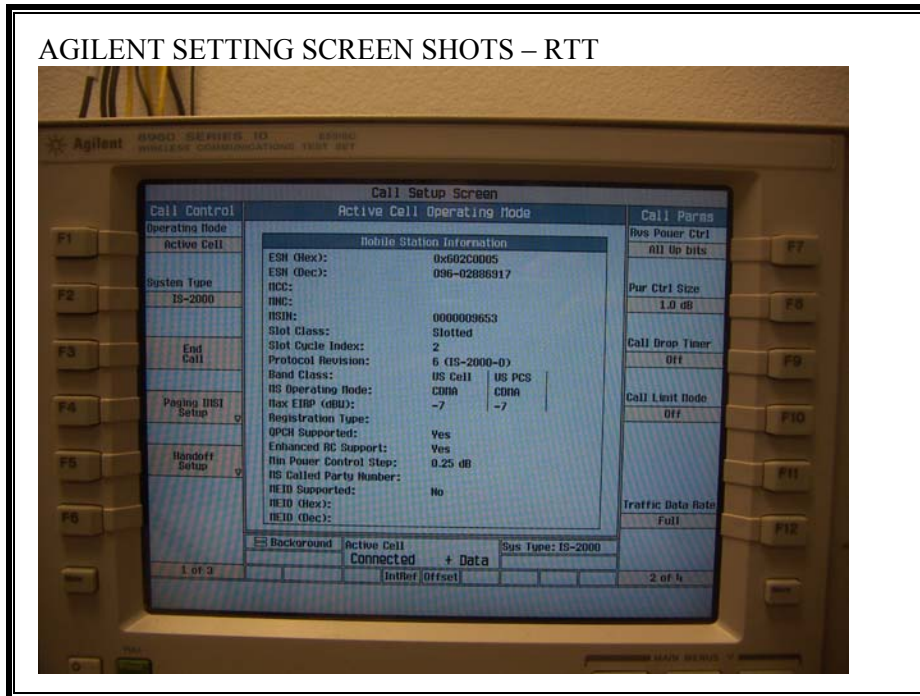 AGILENT SETTING SCREEN SHOTS – RTT
Agilent 8960 SERIES 10
WIRELESS COMMUNICATIONS TEST SET
Call Setup Screen
Call Control
Active Cell Operating Mode
Call Parms
Operating Mode
Active Cell
System Type
IS-2000
End
Call
Paging IMSI
Setup
Handoff
Setup
1 of 3
Mobile Station Information
ESN (Hex): 0x602C0005
ESN (Dec): 096-02886917
MCC:
MNC:
MSIN: 0000009653
Slot Class: Slotted
Slot Cycle Index: 2
Protocol Revision: 6 (IS-2000-0)
Band Class: US Cell US PCS
MS Operating Mode: CDMA CDMA
Max EIRP (dBW): -7 -7
Registration Type:
QPCH Supported: Yes
Enhanced RC Support: Yes
Min Power Control Step: 0.25 dB
MS Called Party Number:
MEID Supported: No
MEID (Hex):
MEID (Dec):
Background
Active Cell
Connected + Data
Sys Type: IS-2000
IntRef Offset
Rvs Power Ctrl
All Up bits
Pwr Ctrl Size
1.0 dB
Call Drop Timer
Off
Call Limit Mode
Off
Traffic Data Rate
Full
2 of 4
F1
F2
F3
F4
F5
F6
F7
F8
F9
F10
F11
F12
MAIN MENUS